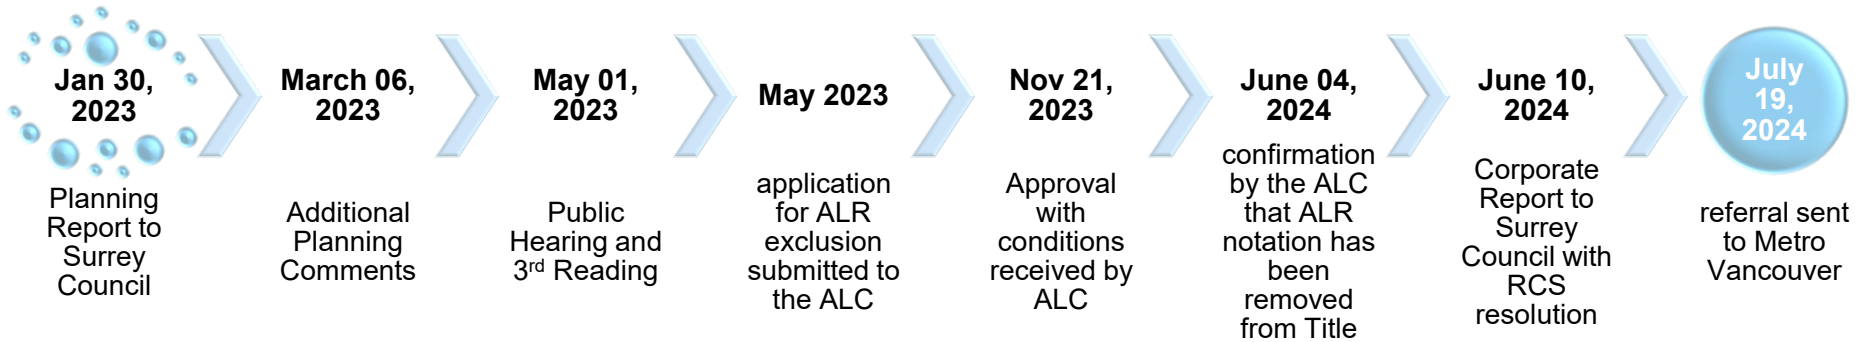 Jan 30,
2023
Planning
Report to
Surrey
Council
March 06,
2023
Additional
Planning
Comments
May 01,
2023
Public
Hearing and
3rd Reading
May 2023
application
for ALR
exclusion
submitted to
the ALC
Nov 21,
2023
Approval
with
conditions
received by
ALC
June 04,
2024
confirmation
by the ALC
that ALR
notation has
been
removed
from Title
June 10,
2024
Corporate
Report to
Surrey
Council with
RCS
resolution
July
19,
2024
referral sent
to Metro
Vancouver